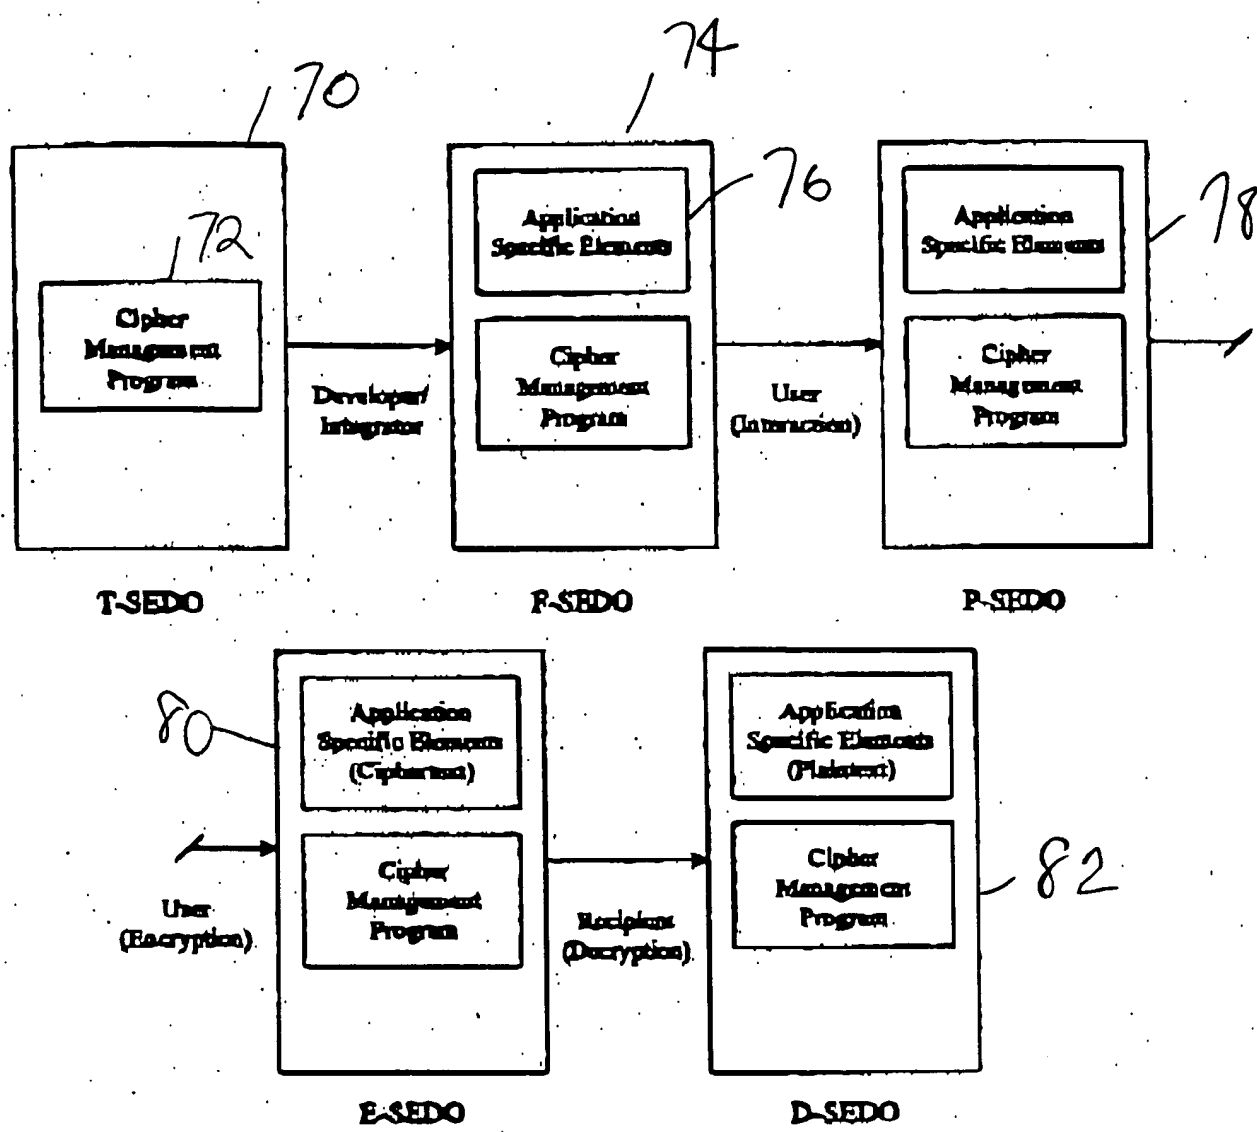 70
74
72
Cipher
Management
Program
Developer/
Integrator
76
Application
Specific Elements
Cipher
Management
Program
User
(Interaction)
78
Application
Specific Elements
Cipher
Management
Program
T-SEDO
F-SEDO
P-SEDO
80
User
(Encryption)
Application
Specific Elements
(Ciphertext)
Cipher
Management
Program
Recipient
(Decryption)
Application
Specific Elements
(Plaintext)
Cipher
Management
Program
82
E-SEDO
D-SEDO